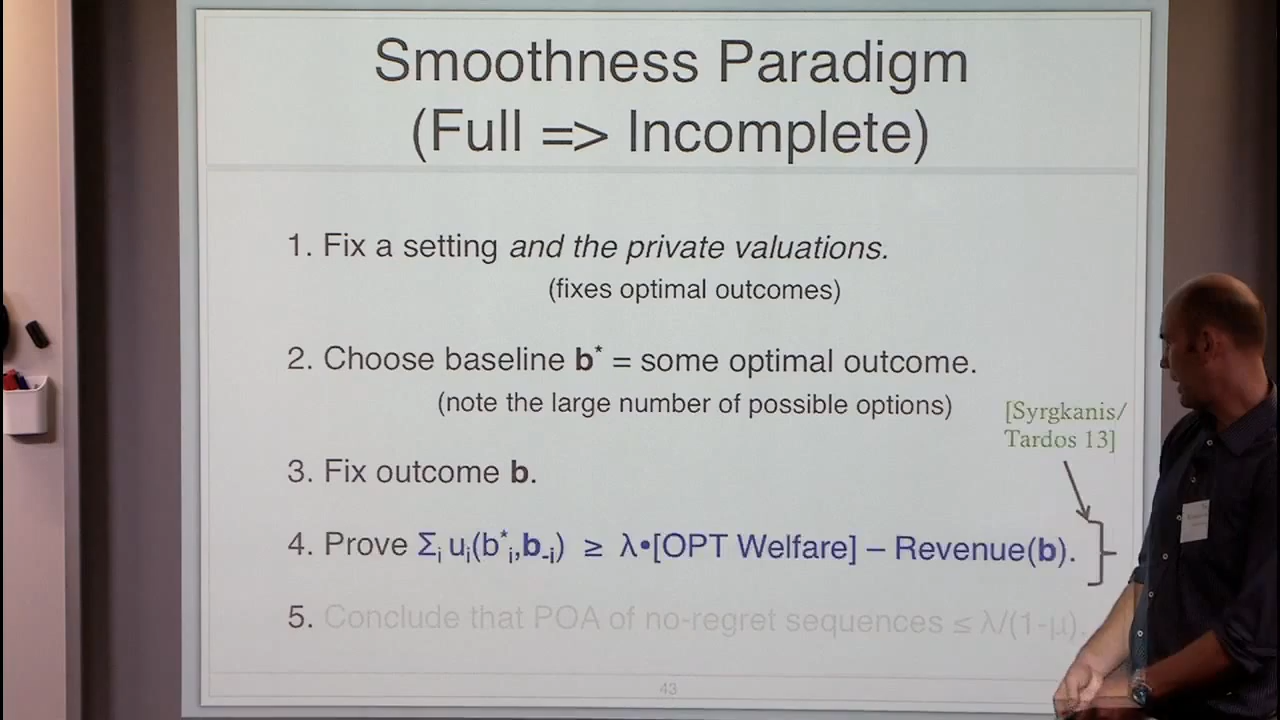 Smoothness Paradigm
(Full => Incomplete)
1. Fix a setting and the private valuations.
(fixes optimal outcomes)
2. Choose baseline b* = some optimal outcome.
(note the large number of possible options)
[Syrgkanis/
Tardos 13]
3. Fix outcome b.
4. Prove Σi ui(b*i,b-i) ≥ λ•[OPT Welfare] – Revenue(b).
5. Conclude that POA of no-regret sequences ≤ λ/(1-μ).
43